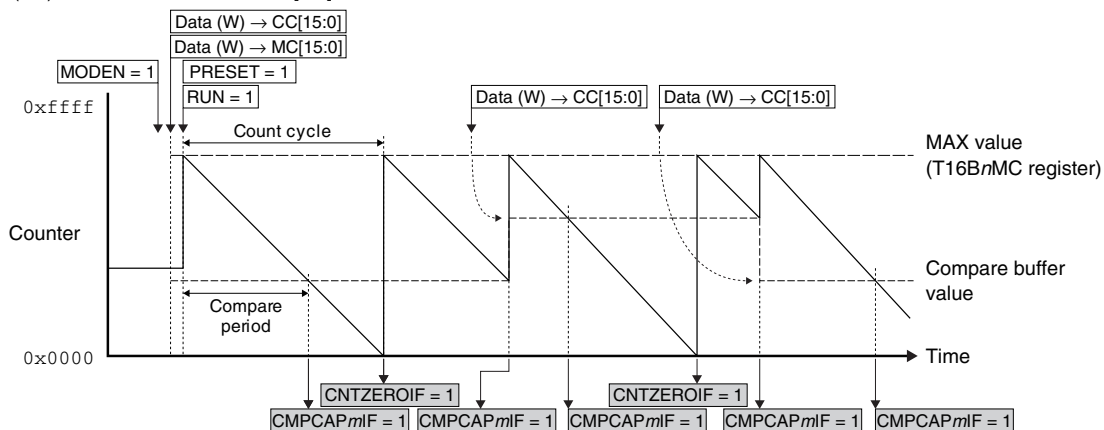 Data (W) → CC[15:0]
Data (W) → MC[15:0]
MODEN = 1
PRESET = 1
RUN = 1
Data (W) → CC[15:0]
Data (W) → CC[15:0]
0xffff
Count cycle
MAX value
(T16BnMC register)
Counter
Compare
period
Compare buffer
value
0x0000
Time
CNTZEROIF = 1
CNTZEROIF = 1
CMPCAPmIF = 1
CMPCAPmIF = 1
CMPCAPmIF = 1
CMPCAPmIF = 1
CMPCAPmIF = 1